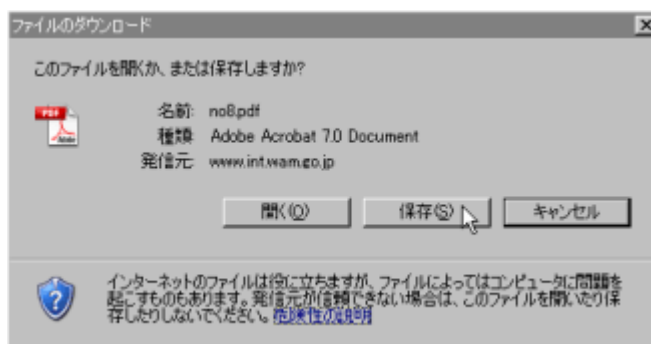 ファイルのダウンロード
このファイルを開くか、または保存しますか?
PDF
Adobe
名前: no8.pdf
種類: Adobe Acrobat 7.0 Document
発信元: www.int.wam.go.jp
開く(O) 保存(S) キャンセル
インターネットのファイルは役に立ちますが、ファイルによってはコンピュータに問題を
起こすものもあります。発信元が信頼できない場合は、このファイルを開いたり保
存したりしないでください。危険性の説明